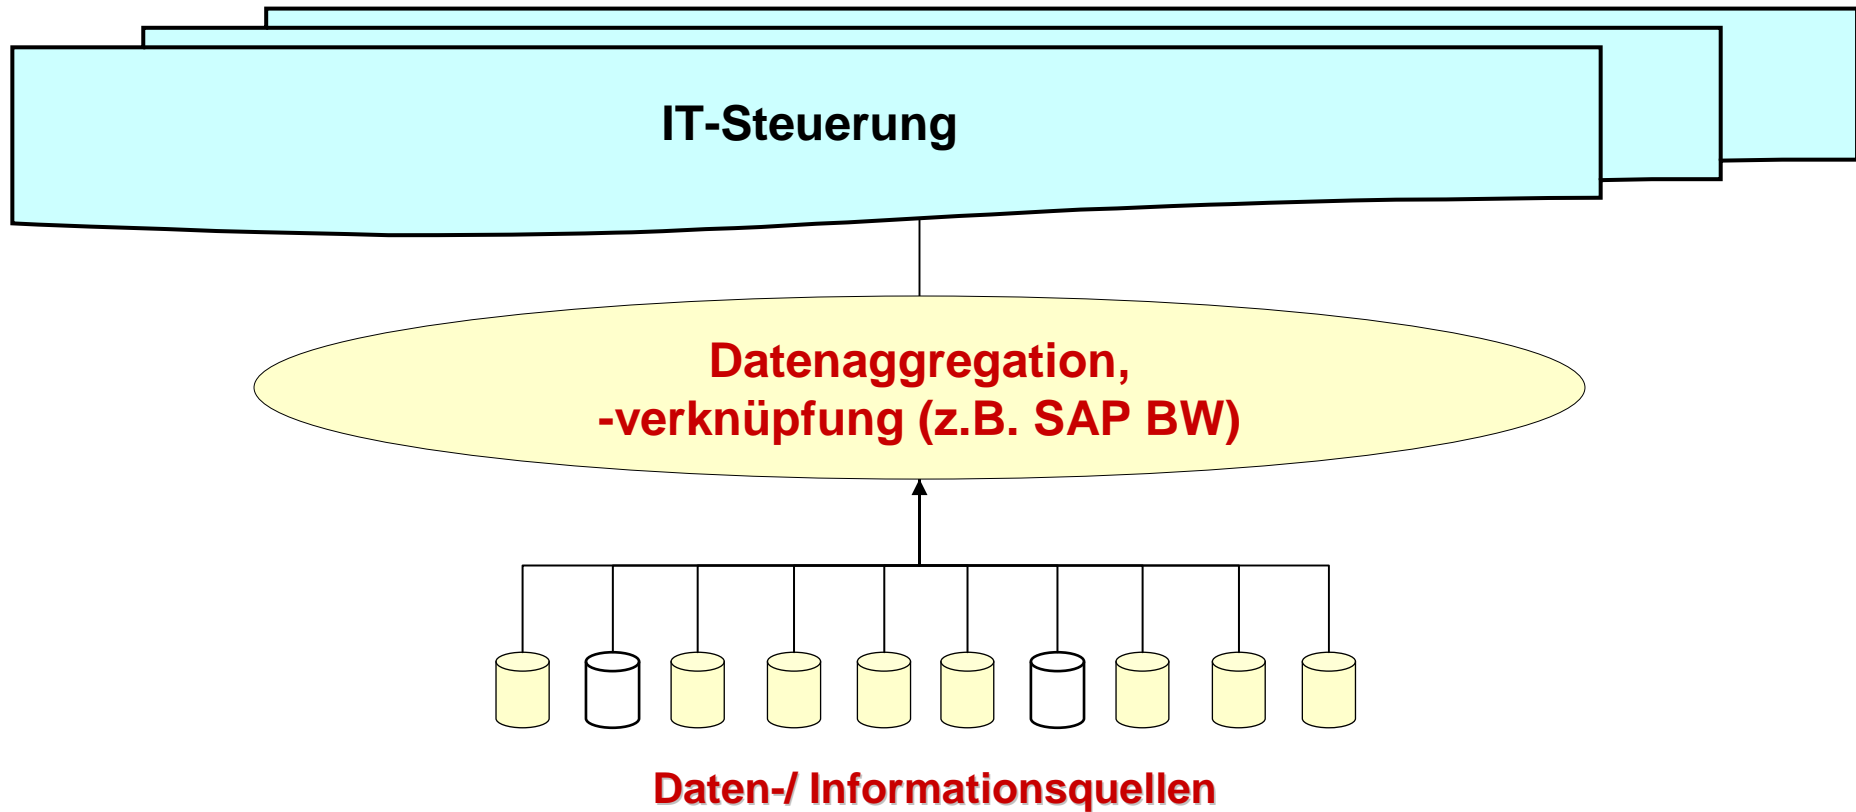 IT-Steuerung
Datenaggregation,
-verknüpfung (z.B. SAP BW)
Daten-/ Informationsquellen